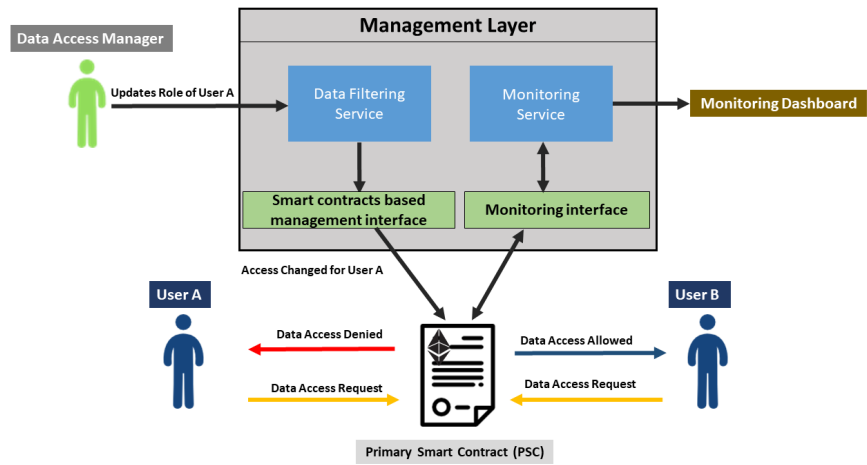 Management Layer
Data Access Manager
Updates Role of User A
Data Filtering
Service
Monitoring
Service
Monitoring Dashboard
Smart contracts based
management interface
Monitoring interface
Access Changed for User A
User A
User B
Data Access Denied
Data Access Allowed
Data Access Request
Data Access Request
Primary Smart Contract (PSC)